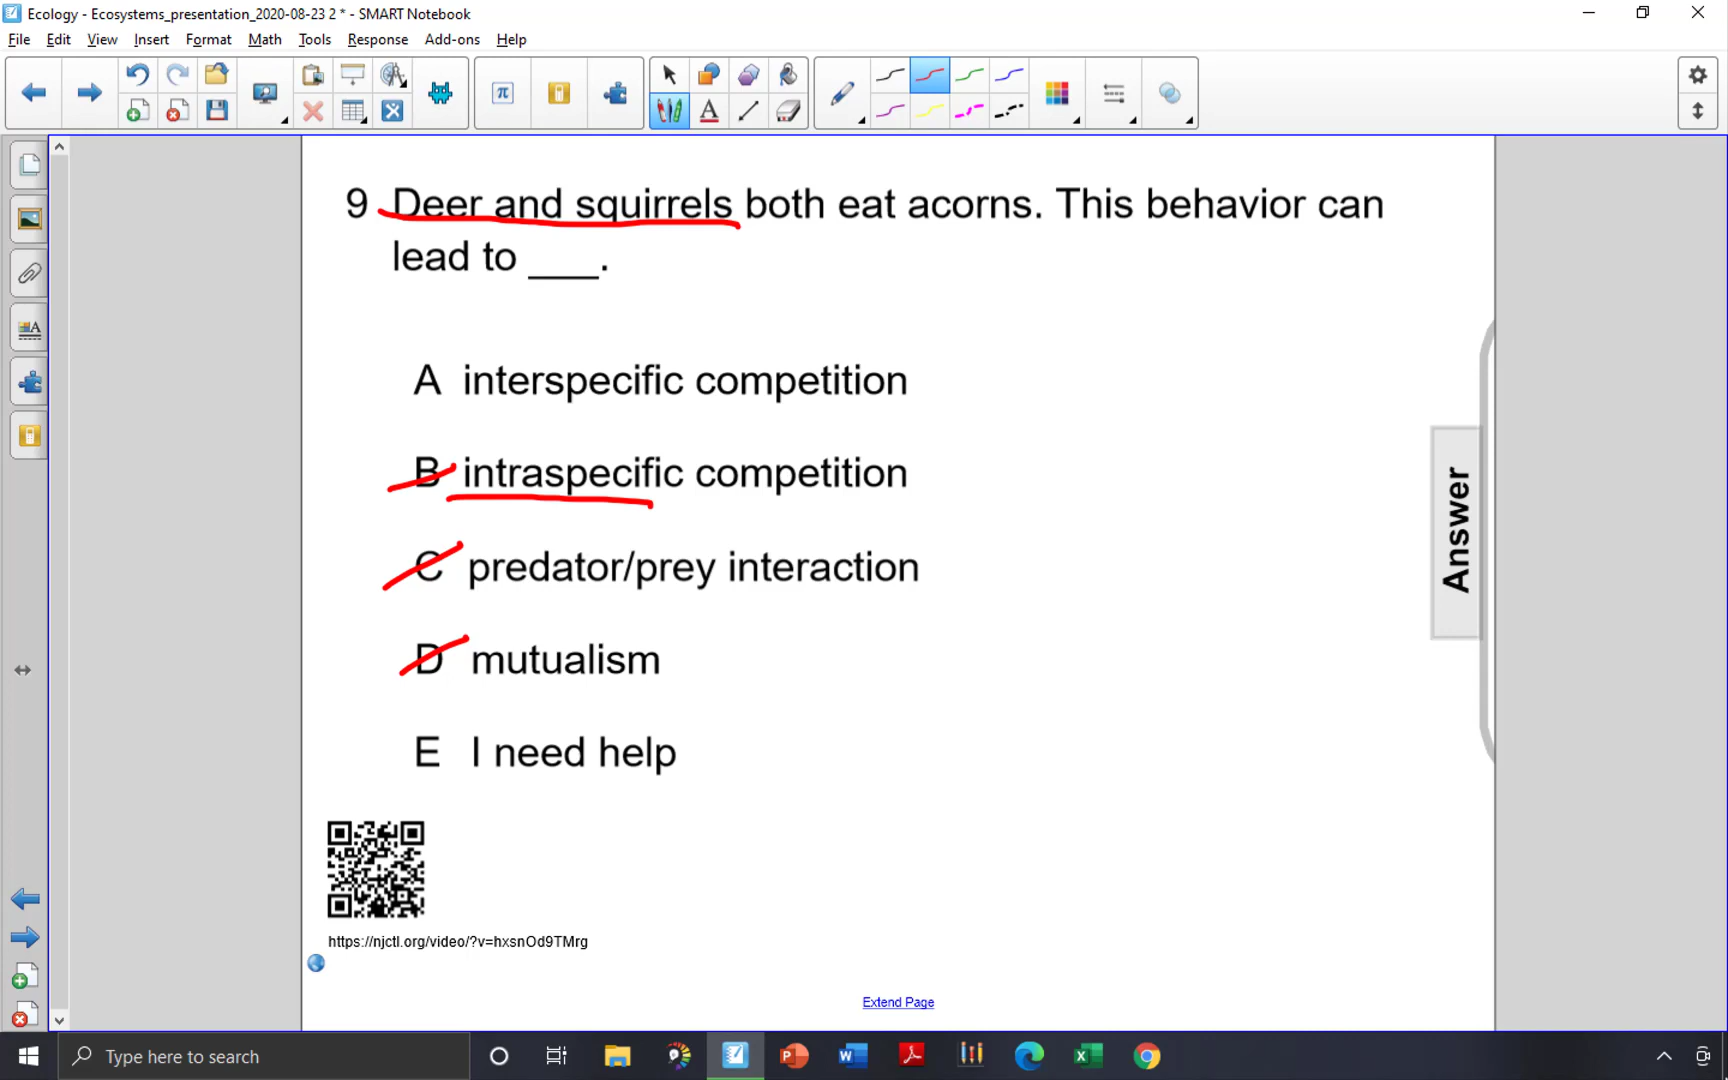 Ecology - Ecosystems_presentation_2020-08-23 2 * - SMART Notebook
File Edit View Insert Format Math Tools Response Add-ons Help
9 Deer and squirrels both eat acorns. This behavior can
lead to ___.
A interspecific competition
B intraspecific competition
C predator/prey interaction
D mutualism
E I need help
Answer
https://njctl.org/video/?v=hxsnOd9TMrg
Extend Page
Type here to search